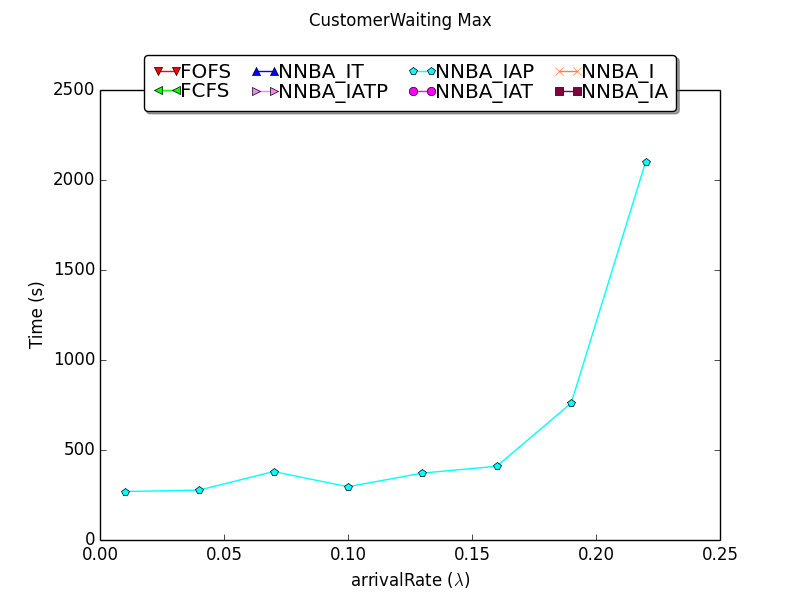 CustomerWaiting Max
FOFS NNBA_IT NNBA_IAP NNBA_I
FCFS NNBA_IATP NNBA_IAT NNBA_IA
2500
2000
1500
1000
500
0
Time (s)
0.00 0.05 0.10 0.15 0.20 0.25
arrivalRate (λ)